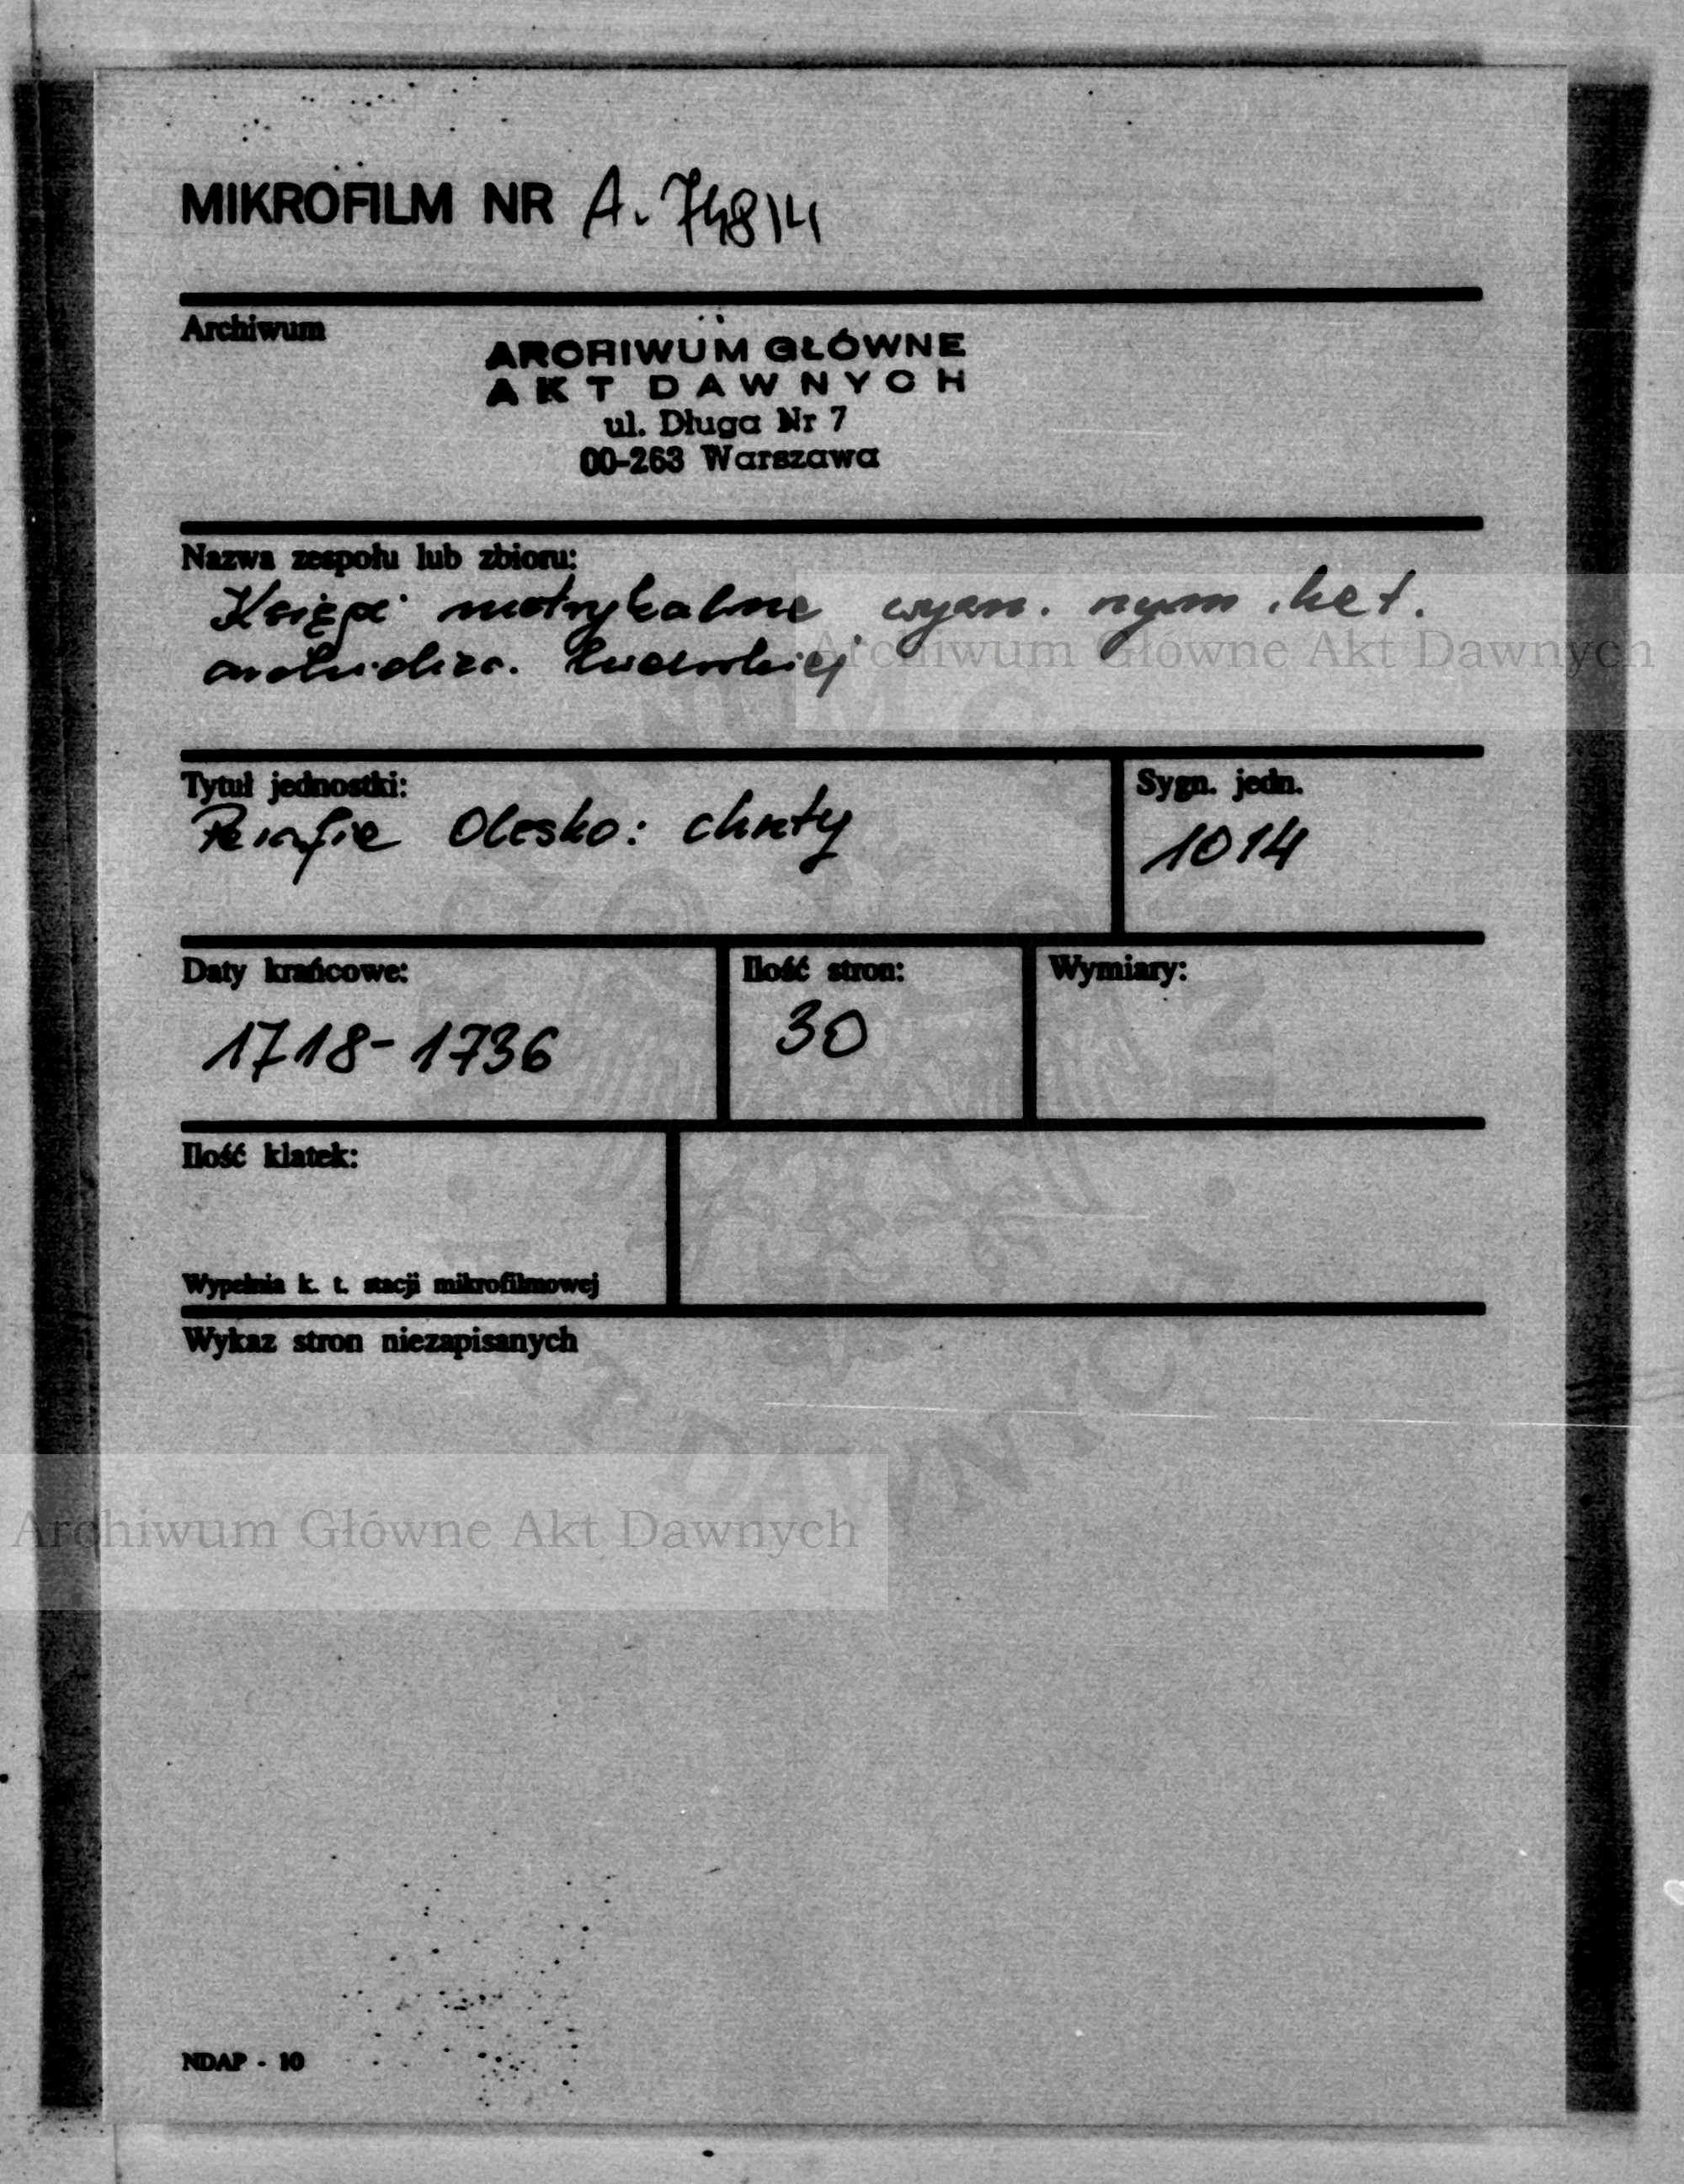 MIKROFILM NR A. 74814
Archiwum
ARCHIWUM GŁÓWNE
AKT DAWNYCH
ul. Długa Nr 7
00-263 Warszawa
Nazwa zespołu lub zbioru:
Księgi metrykalne wyzn. rzym. kat.
archidiec. lwowskiej
Archiwum Główne Akt Dawnych
Tytuł jednostki:
Parafia Olesko: chrzty
Sygn. jedn.
1014
Daty krańcowe:
1718-1736
Ilość stron:
30
Wymiary:
Ilość klatek:
Wypełnia k. t. stacji mikrofilmowej
Wykaz stron niezapisanych
Archiwum Główne Akt Dawnych
NDAP - 10